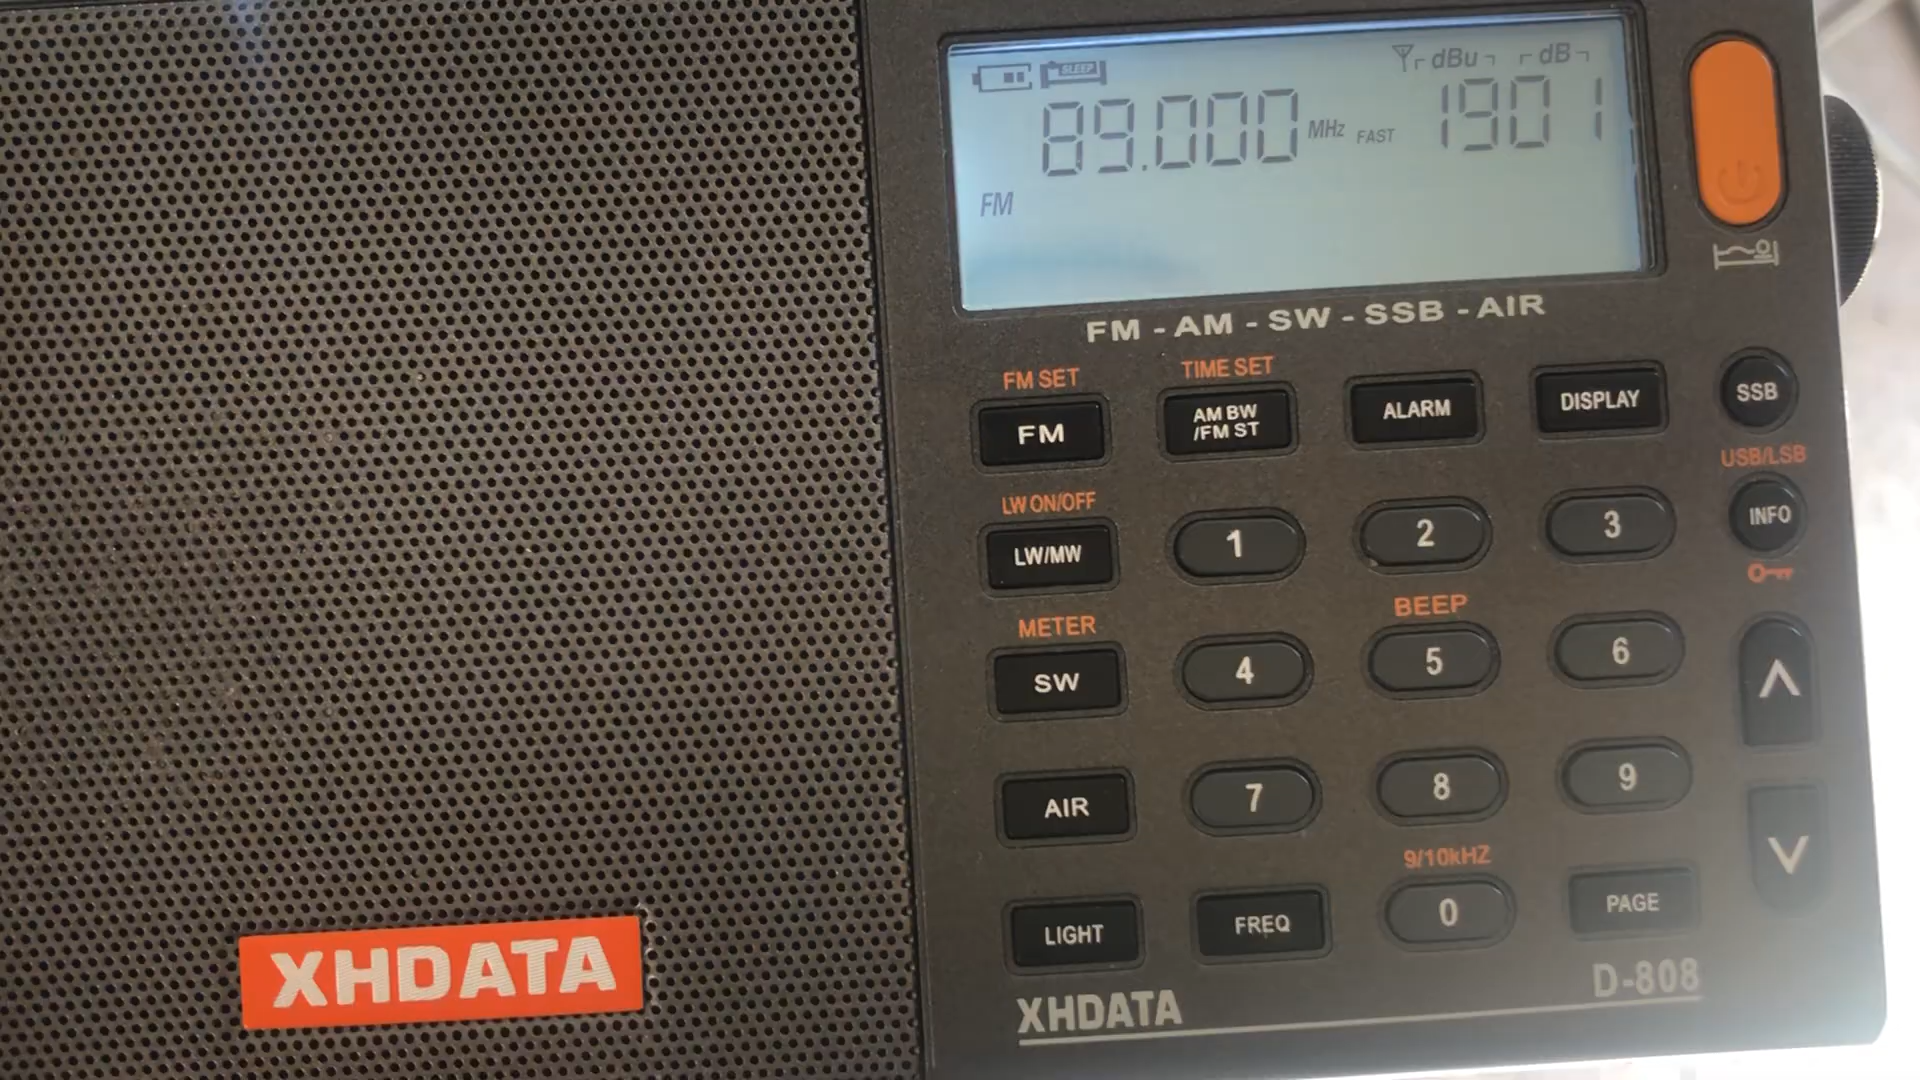 SLEEP
dBu dB
89.000 MHz FAST 1901
FM
FM - AM - SW - SSB - AIR
FM SET TIME SET
FM AM BW ALARM DISPLAY SSB
/FM ST
USB/LSB
LW ON/OFF
LW/MW 1 2 3 INFO
METER BEEP
SW 4 5 6
AIR 7 8 9
9/10kHZ
LIGHT FREQ 0 PAGE
D-808
XHDATA
XHDATA